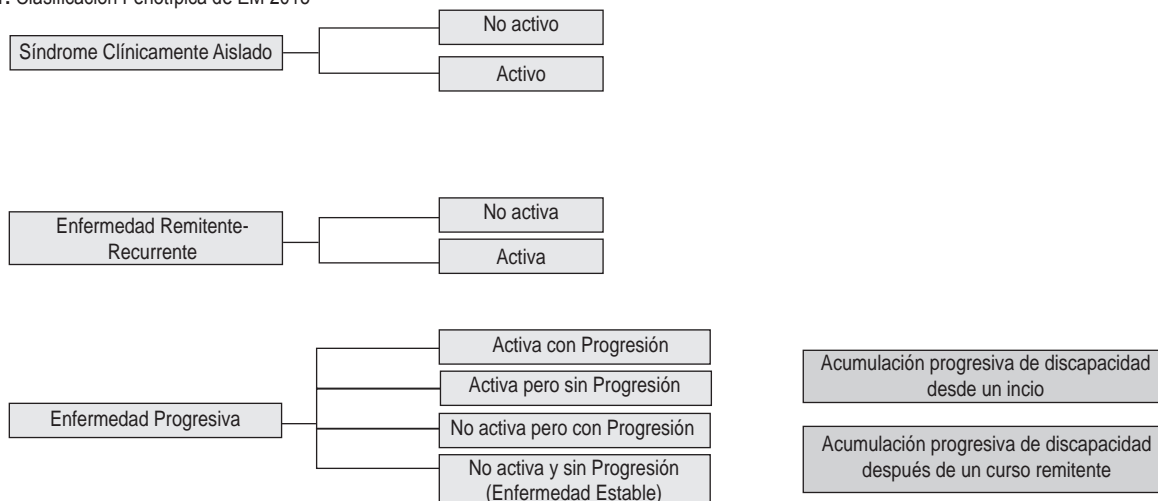 Clasificación Fenotípica de EM 2013
Síndrome Clínicamente Aislado
No activo
Activo
Enfermedad Remitente-
Recurrente
No activa
Activa
Enfermedad Progresiva
Activa con Progresión
Activa pero sin Progresión
No activa pero con Progresión
No activa y sin Progresión
(Enfermedad Estable)
Acumulación progresiva de discapacidad
desde un incio
Acumulación progresiva de discapacidad
después de un curso remitente